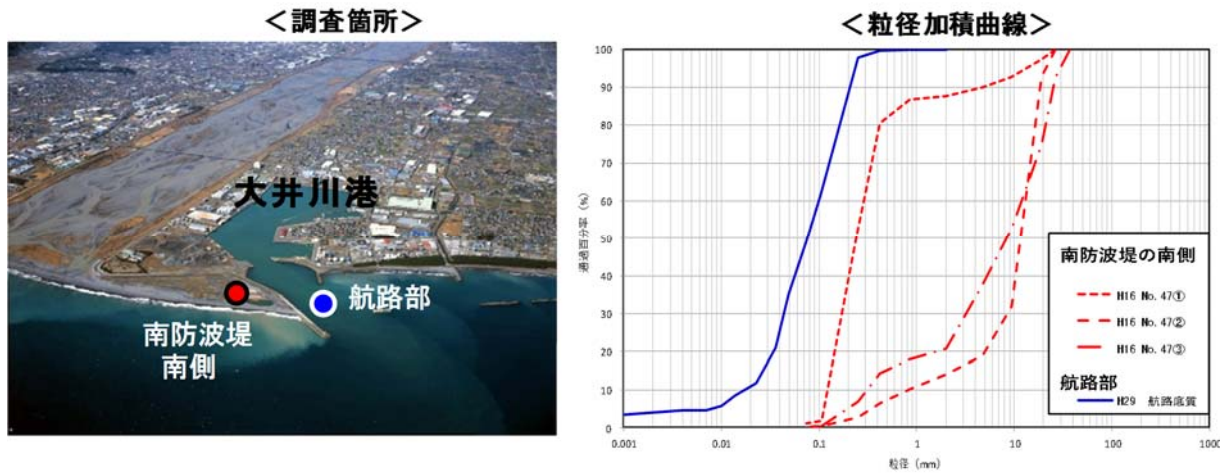 ＜調査箇所＞
大井川港
航路部
南防波堤
南側
＜粒径加積曲線＞
通過百分率（%）
100
90
80
70
60
50
40
30
20
10
0
0.001
0.01
0.1
1
10
100
1000
粒径（mm）
南防波堤の南側
H16 No.47①
H16 No.47②
H16 No.47③
航路部
H29 航路底質